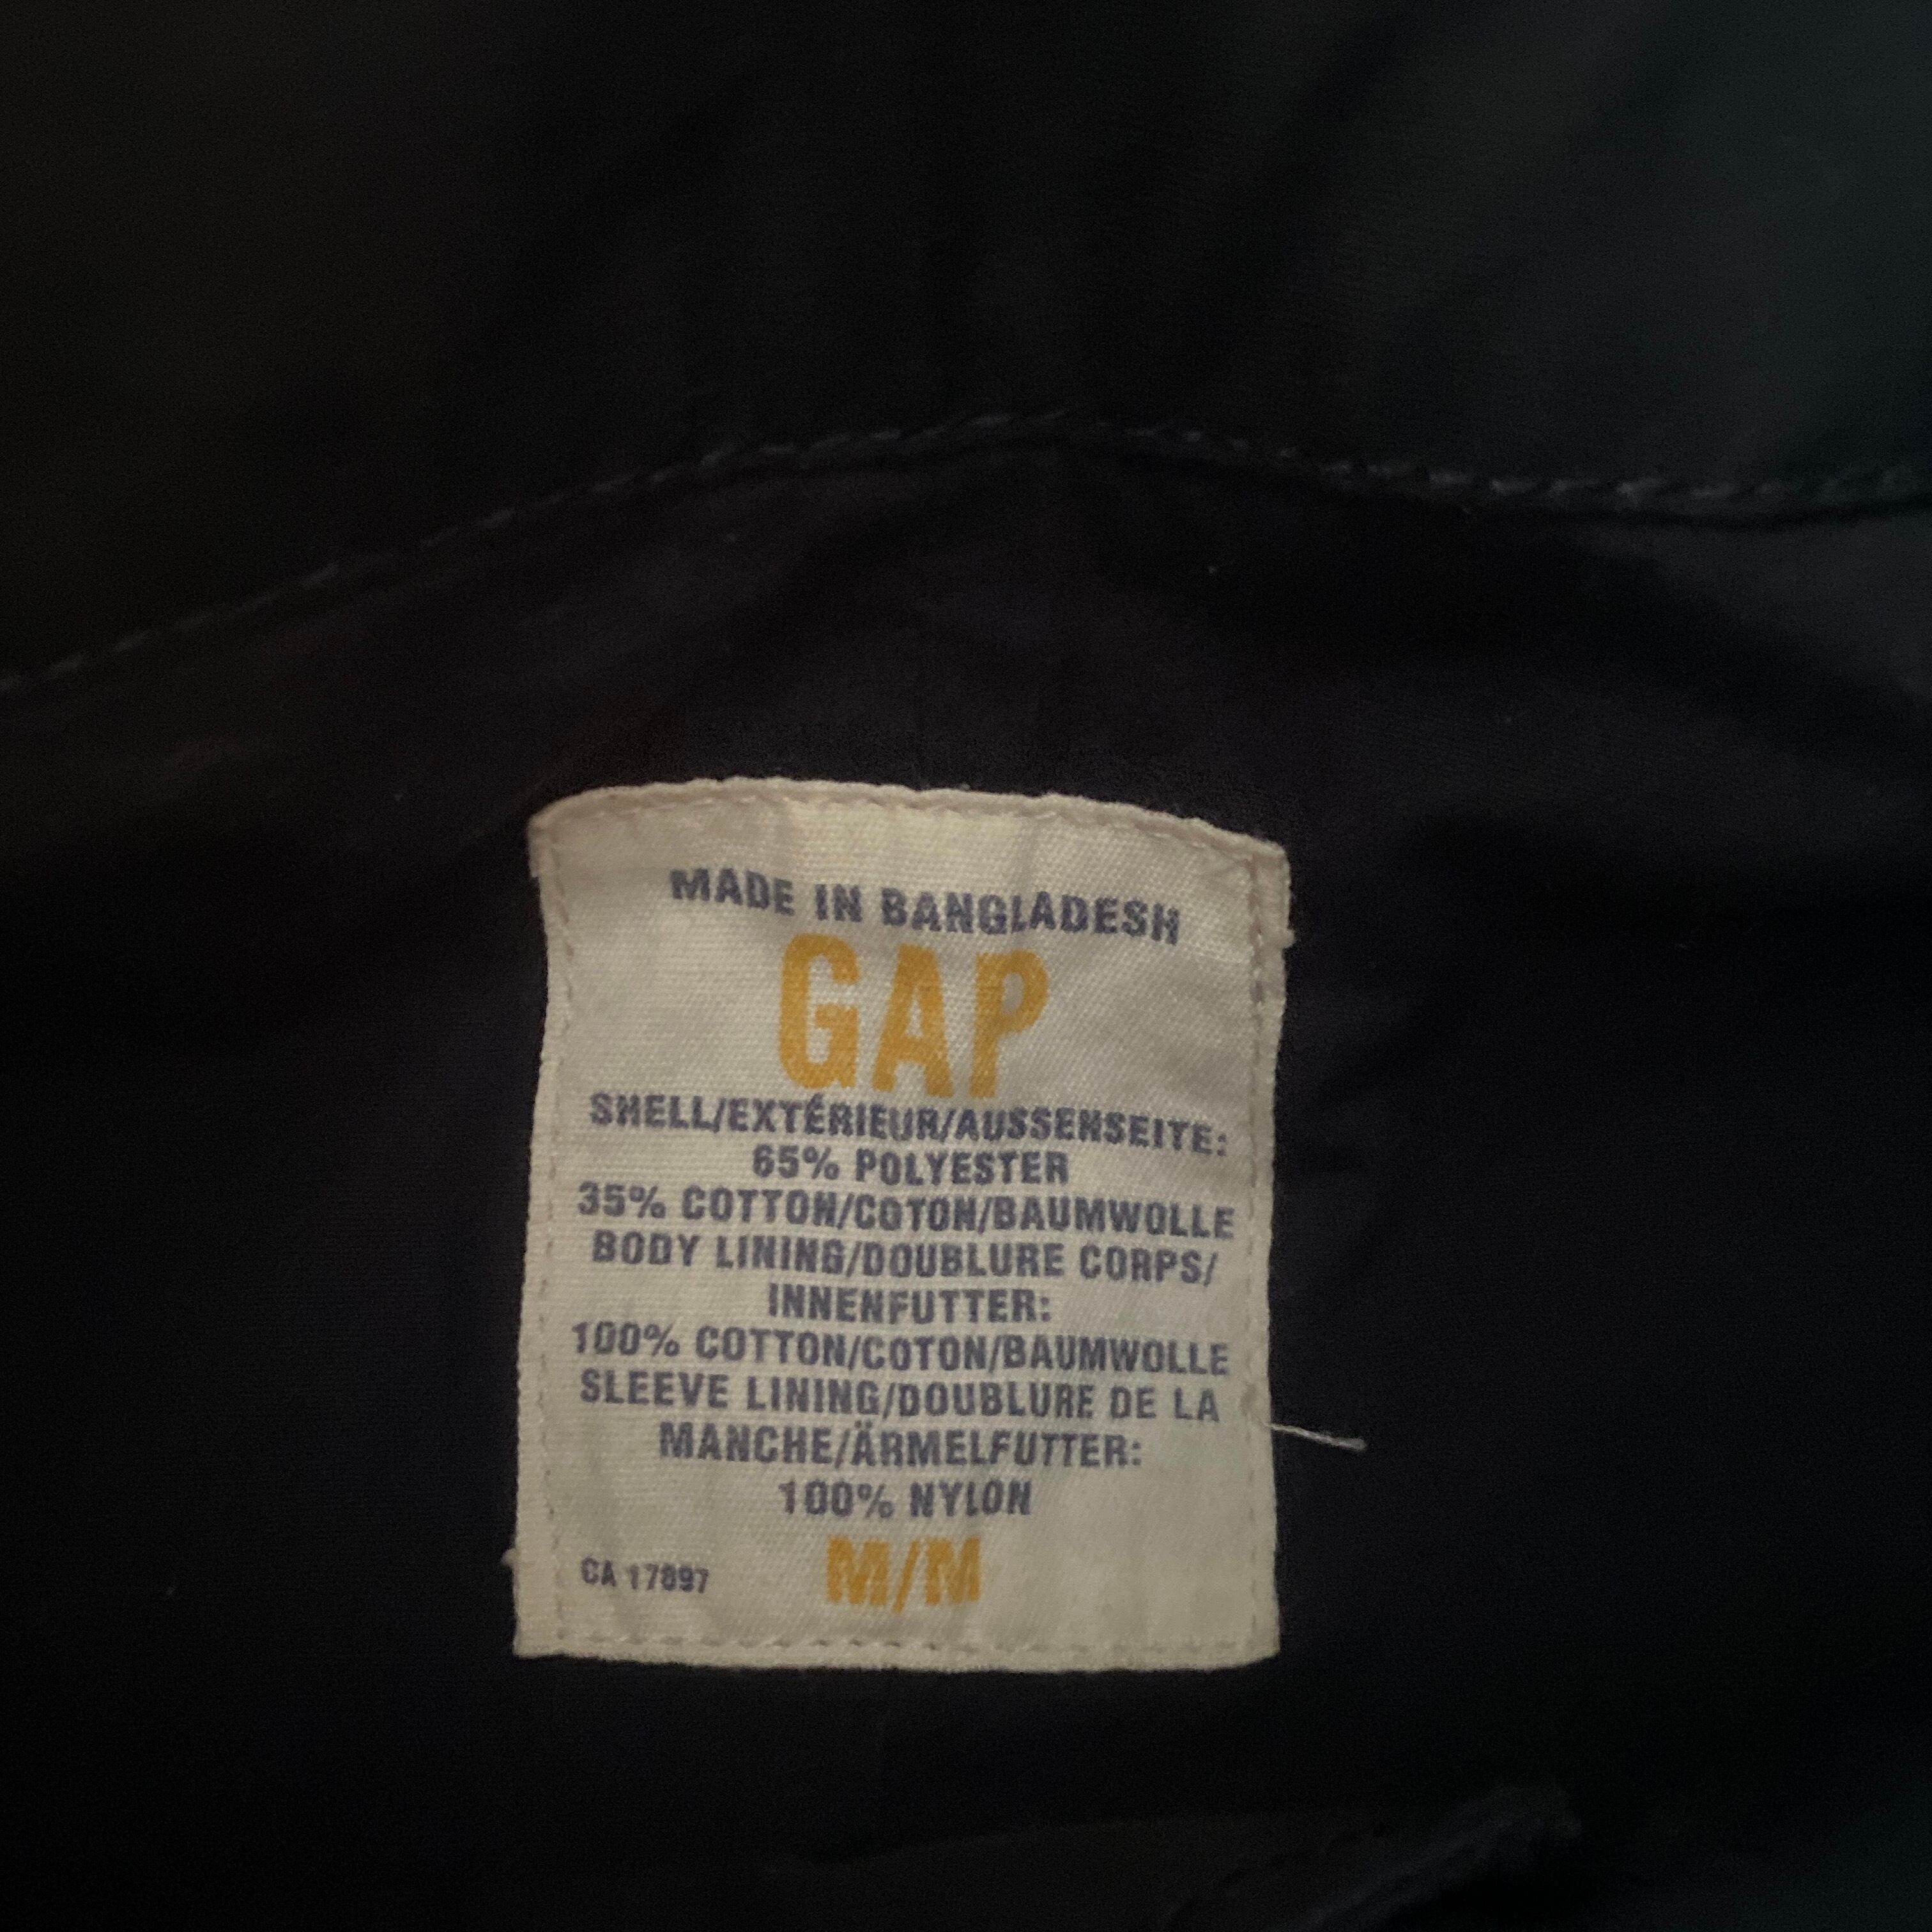 MADE IN BANGLADESH
GAP
SHELL/EXTÉRIEUR/AUSSENSEITE:
65% POLYESTER
35% COTTON/COTON/BAUMWOLLE
BODY LINING/DOUBLURE CORPS/
INNENFUTTER:
100% COTTON/COTON/BAUMWOLLE
SLEEVE LINING/DOUBLURE DE LA
MANCHE/ÄRMELFUTTER:
100% NYLON
CA 17897 M/M